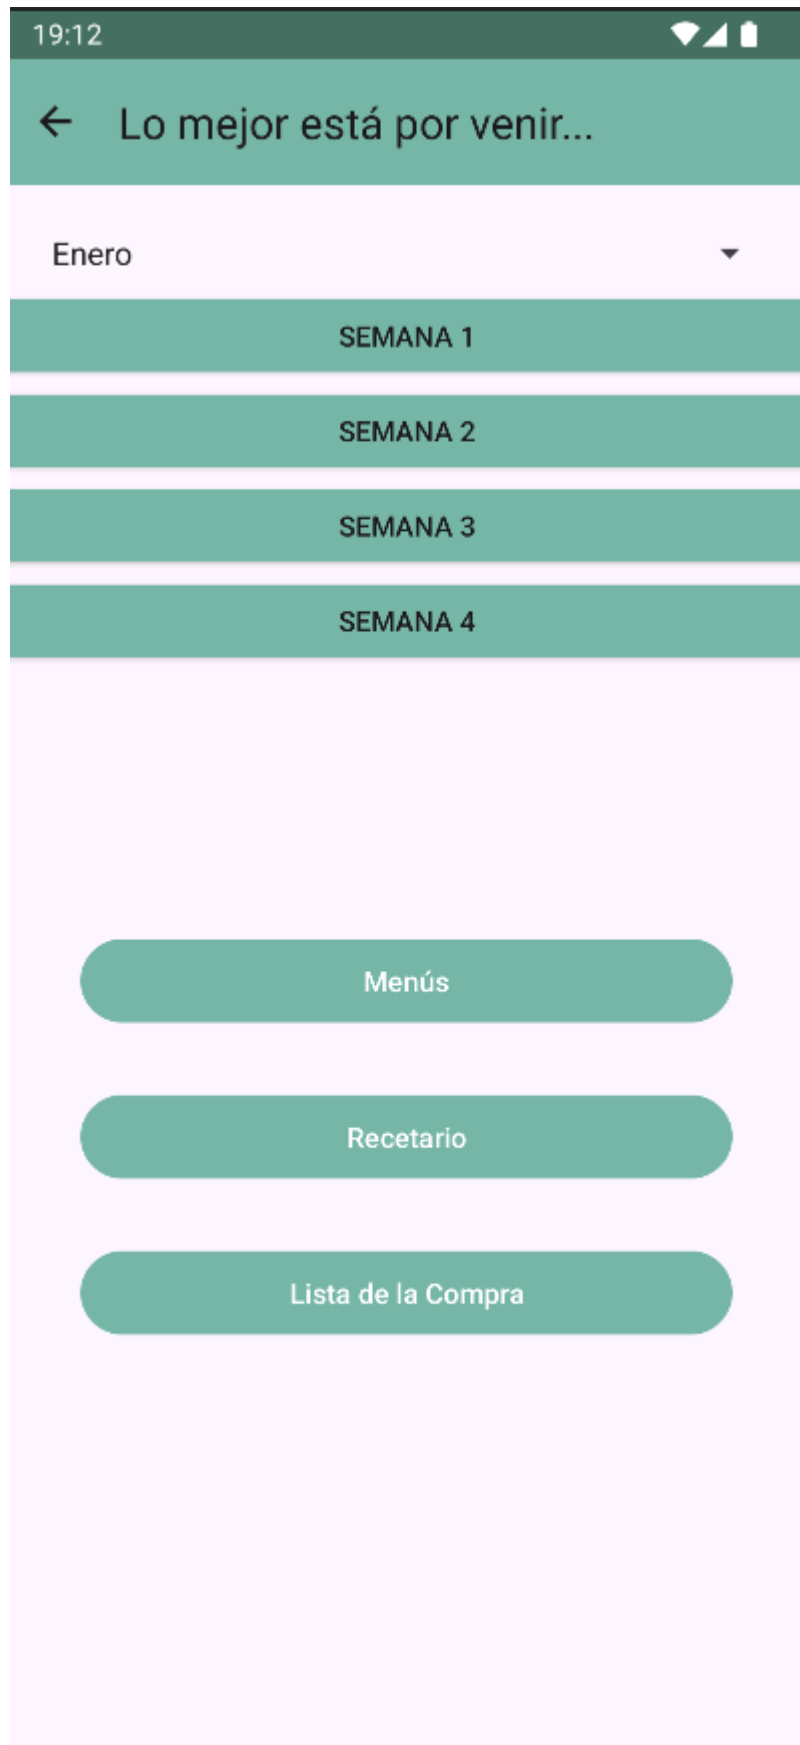 19:12
Lo mejor está por venir...
Enero
SEMANA 1
SEMANA 2
SEMANA 3
SEMANA 4
Menús
Recetario
Lista de la Compra